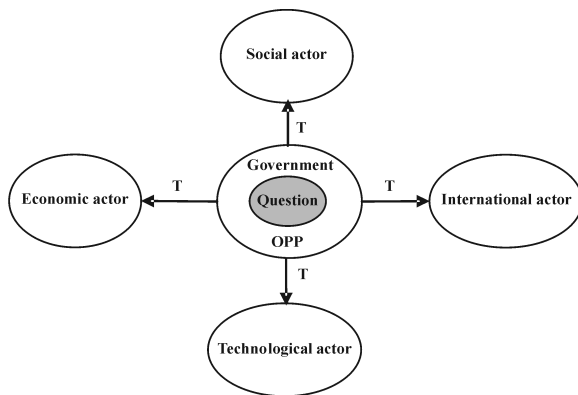 Social actor
T
Government
Economic actor
T
Question
T
International actor
OPP
T
Technological actor